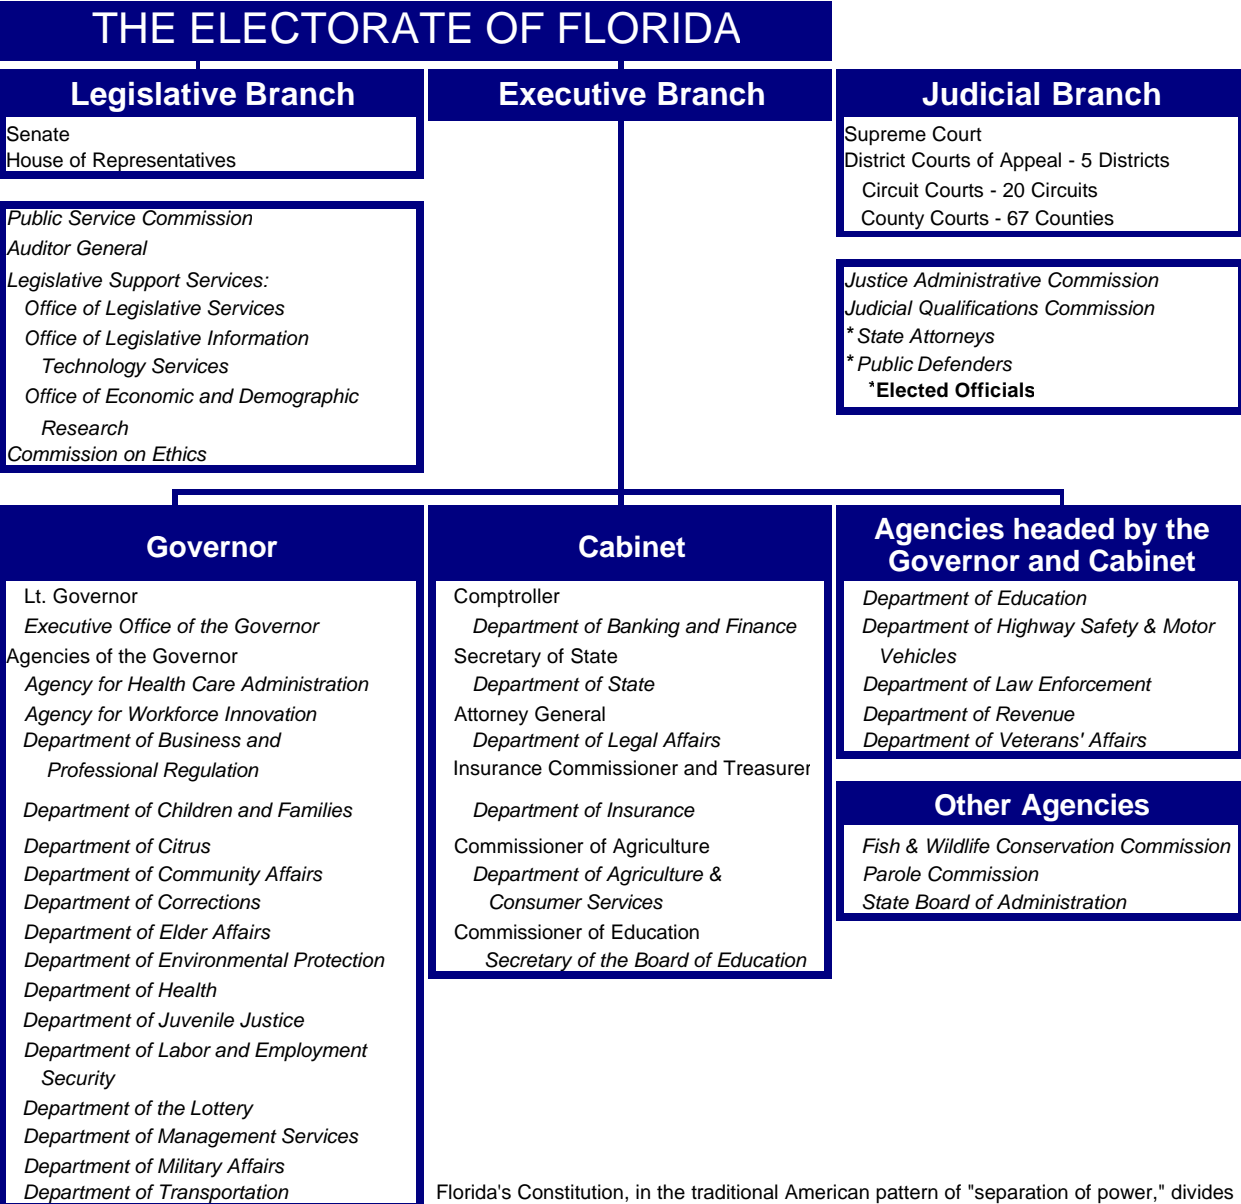 THE ELECTORATE OF FLORIDA
Legislative Branch
Senate
House of Representatives
Public Service Commission
Auditor General
Legislative Support Services:
Office of Legislative Services
Office of Legislative Information
Technology Services
Office of Economic and Demographic
Research
Commission on Ethics
Executive Branch
Judicial Branch
Supreme Court
District Courts of Appeal - 5 Districts
Circuit Courts - 20 Circuits
County Courts - 67 Counties
Justice Administrative Commission
Judicial Qualifications Commission
*State Attorneys
*Public Defenders
*Elected Officials
Governor
Lt. Governor
Executive Office of the Governor
Agencies of the Governor
Agency for Health Care Administration
Agency for Workforce Innovation
Department of Business and
Professional Regulation
Department of Children and Families
Department of Citrus
Department of Community Affairs
Department of Corrections
Department of Elder Affairs
Department of Environmental Protection
Department of Health
Department of Juvenile Justice
Department of Labor and Employment
Security
Department of the Lottery
Department of Management Services
Department of Military Affairs
Department of Transportation
Cabinet
Comptroller
Department of Banking and Finance
Secretary of State
Department of State
Attorney General
Department of Legal Affairs
Insurance Commissioner and Treasurer
Department of Insurance
Commissioner of Agriculture
Department of Agriculture &
Consumer Services
Commissioner of Education
Secretary of the Board of Education
Agencies headed by the
Governor and Cabinet
Department of Education
Department of Highway Safety & Motor
Vehicles
Department of Law Enforcement
Department of Revenue
Department of Veterans' Affairs
Other Agencies
Fish & Wildlife Conservation Commission
Parole Commission
State Board of Administration
Florida's Constitution, in the traditional American pattern of "separation of power," divides